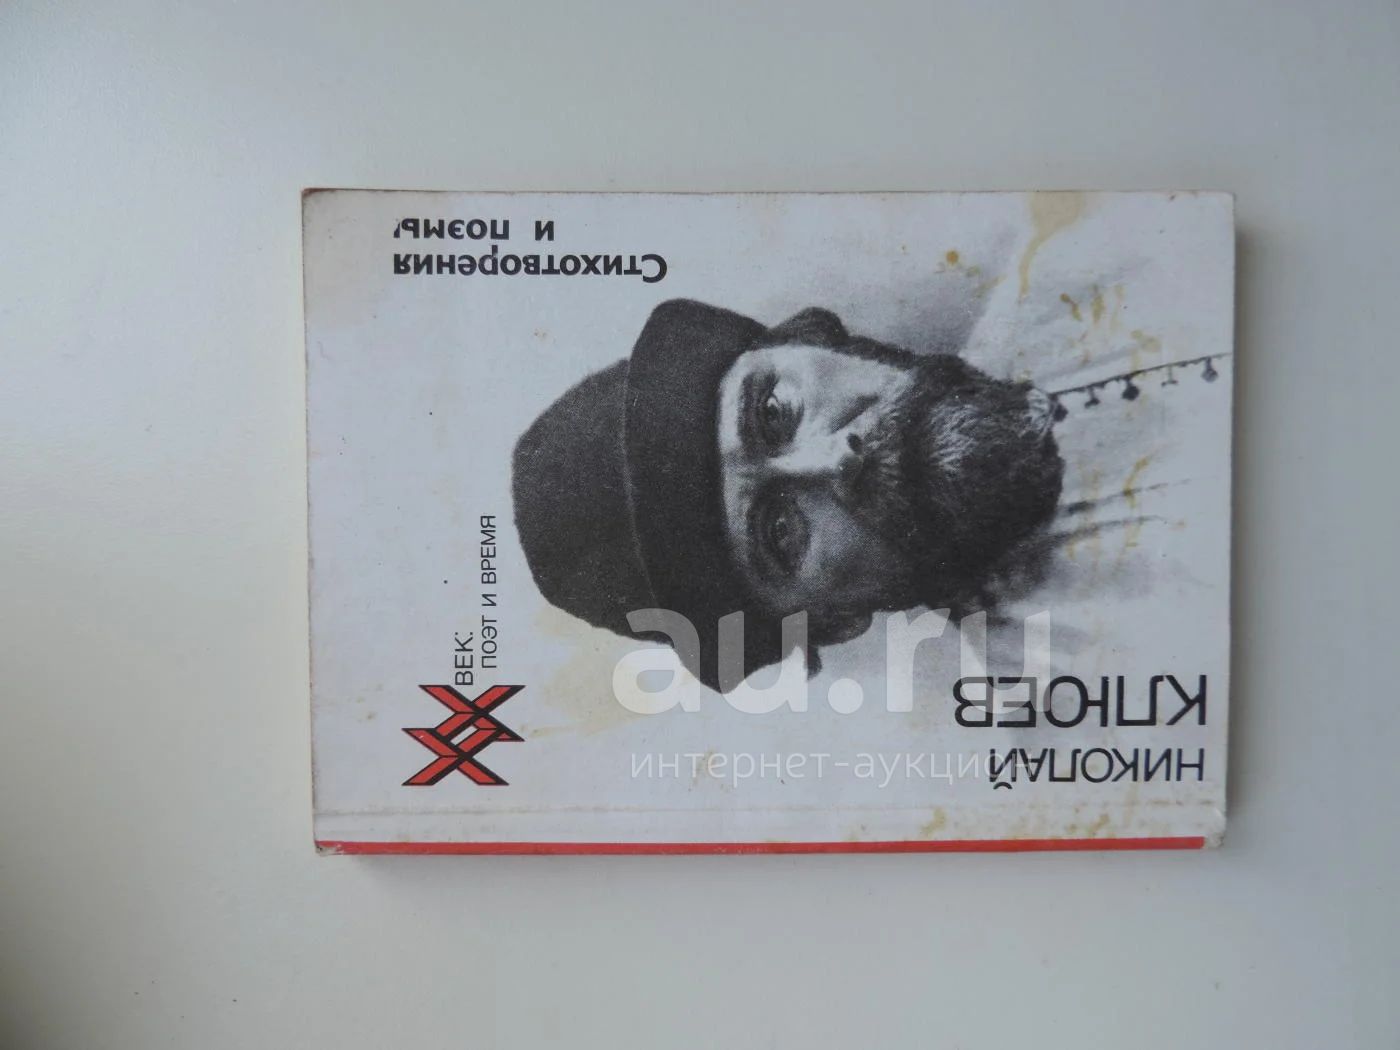 НИКОЛАЙ
КЛЮЕВ
XX ВЕК:
ПОЭТ И ВРЕМЯ
Стихотворения
и поэмы
au.ru
интернет-аукцион